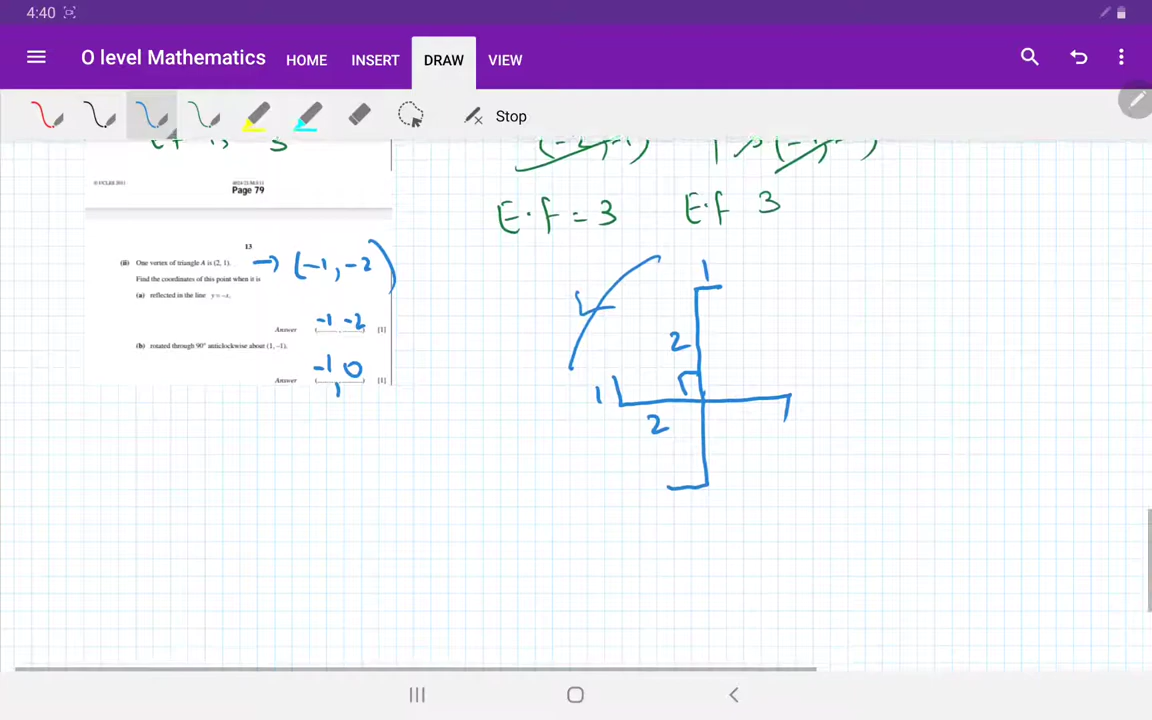 4:40
O level Mathematics HOME INSERT DRAW VIEW
Stop
© UCLES 2011
Page 79
E.f = 3 E.f 3
13
(ii) One vertex of triangle A is (2, 1). → (-1, -2)
Find the coordinates of this point when it is
(a) reflected in the line y = –x,
-1 -2
Answer (............ , ............) [1]
(b) rotated through 90° anticlockwise about (1, –1).
-1 0
Answer (............ , ............) [1]
1
2
1
2